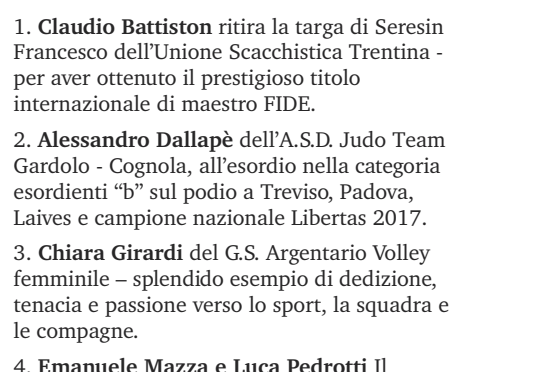 1. Claudio Battiston ritira la targa di Seresin
Francesco dell’Unione Scacchistica Trentina -
per aver ottenuto il prestigioso titolo
internazionale di maestro FIDE.
2. Alessandro Dallapè dell’A.S.D. Judo Team
Gardolo - Cognola, all’esordio nella categoria
esordienti “b” sul podio a Treviso, Padova,
Laives e campione nazionale Libertas 2017.
3. Chiara Girardi del G.S. Argentario Volley
femminile – splendido esempio di dedizione,
tenacia e passione verso lo sport, la squadra e
le compagne.
4. Emanuele Mazza e Luca Pedrotti Il